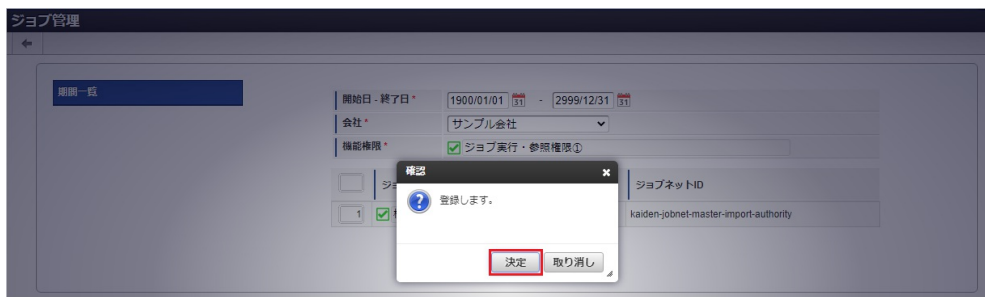 ジョブ管理
期間一覧
開始日 - 終了日* 1900/01/01 31 - 2999/12/31 31
会社* サンプル会社
機能権限* ジョブ実行・参照権限①
確認
ジョブネットID
登録します。
1 kaiden-jobnet-master-import-authority
決定 取り消し